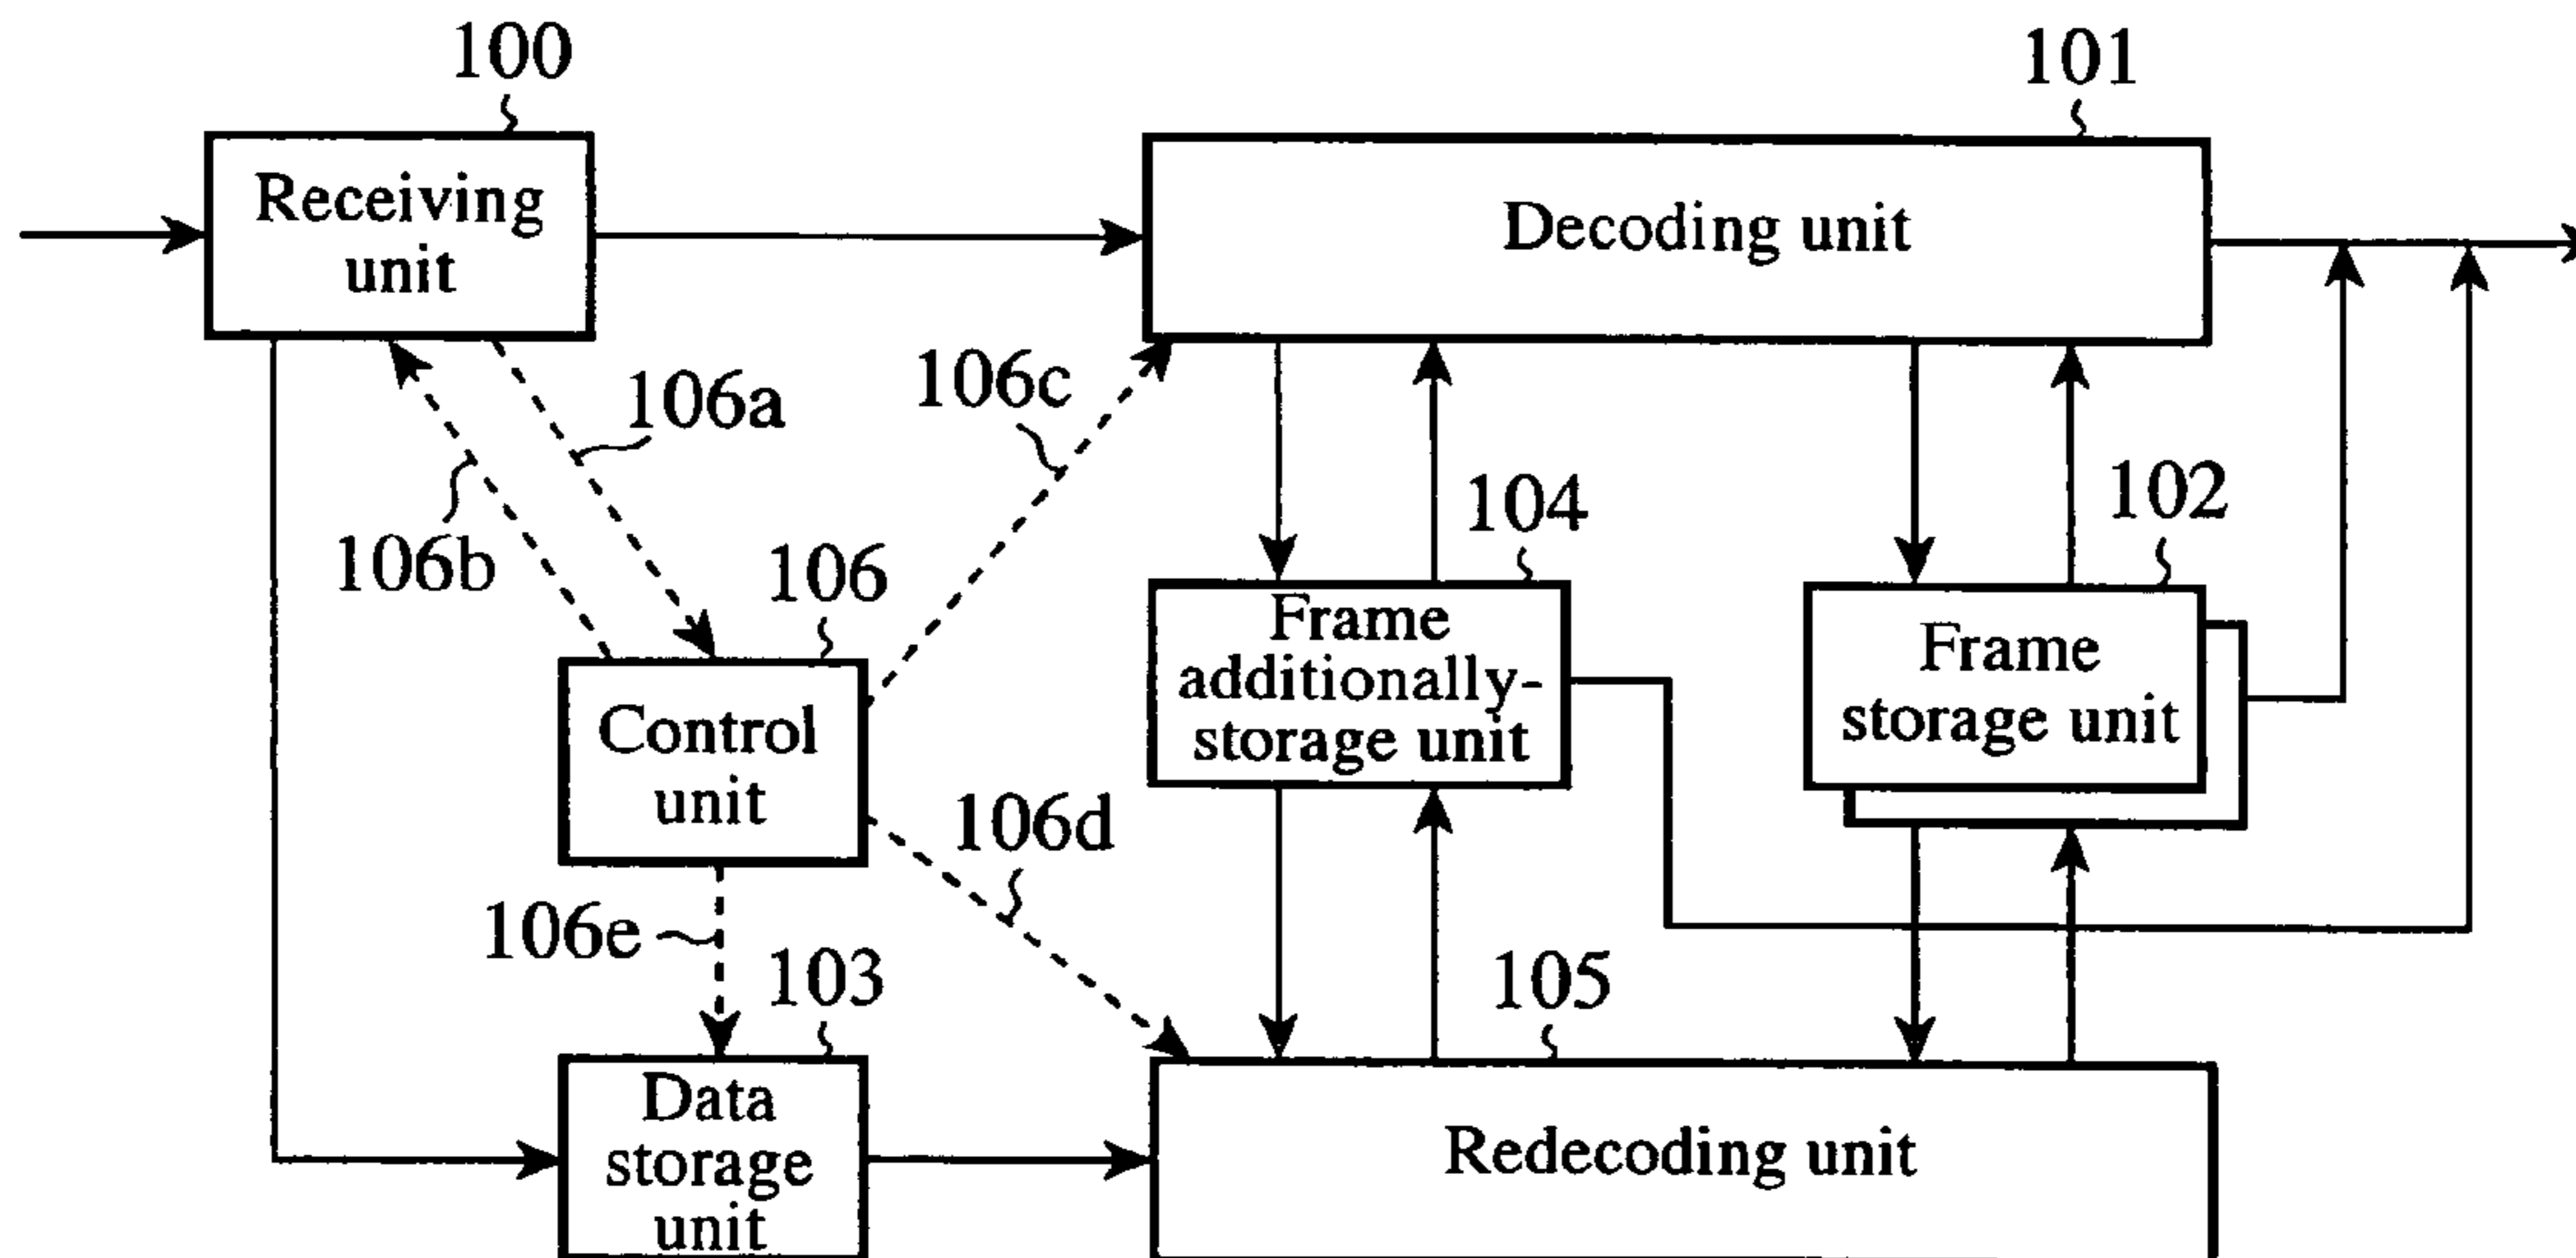 100
101
Receiving
unit
Decoding unit
106a
106c
106b
106
104
102
Frame
additionally-
storage unit
Frame
storage unit
Control
unit
106d
106e
103
105
Data
storage
unit
Redecoding unit